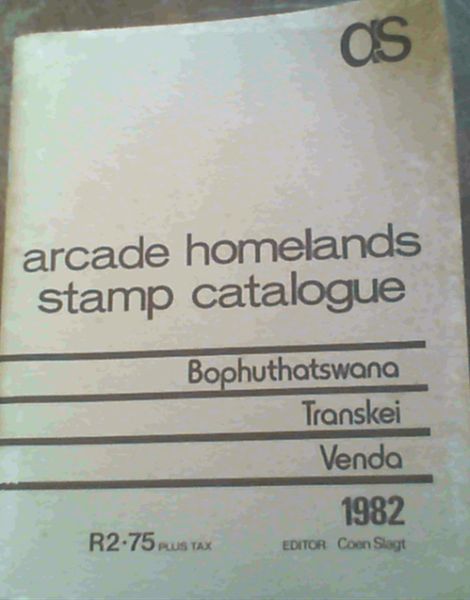 as
arcade homelands
stamp catalogue
Bophuthatswana
Transkei
Venda
1982
R2·75 PLUS TAX EDITOR Coen Slagt